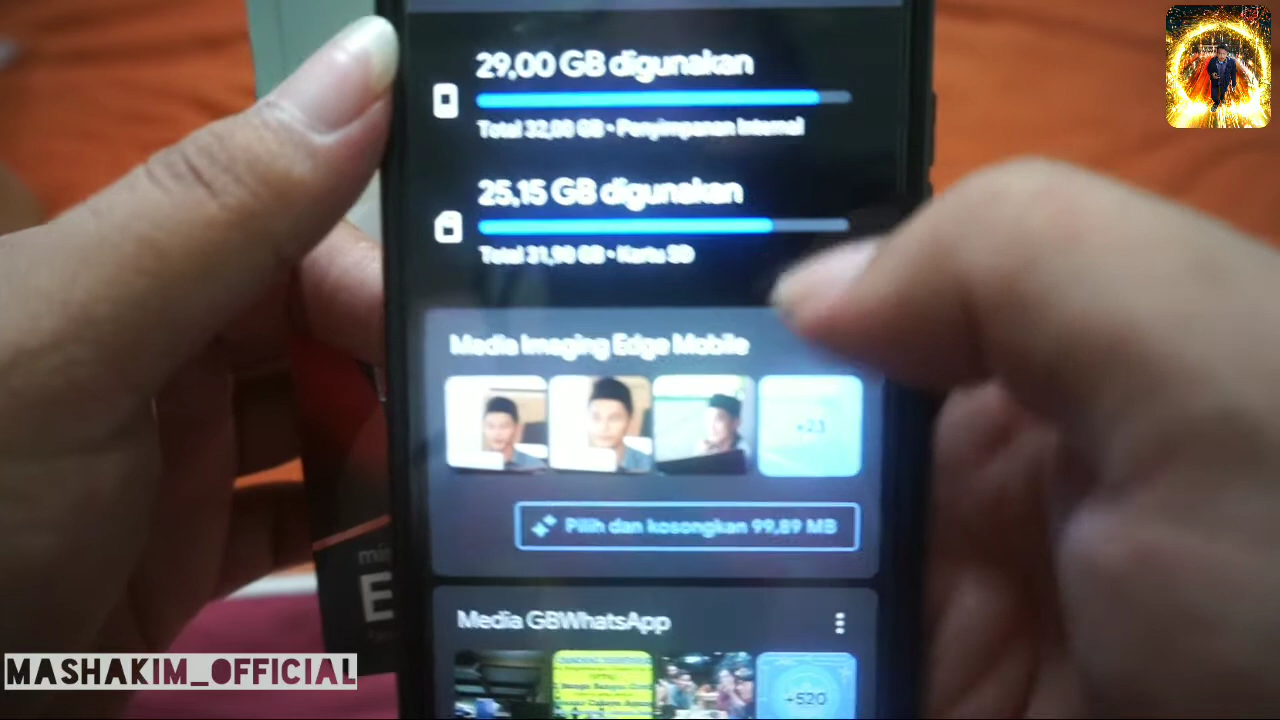 29,00 GB digunakan
Total 32,00 GB • Penyimpanan Internal
25,15 GB digunakan
Total 31,90 GB • Kartu SD
Media Imaging Edge Mobile
+23
Pilih dan kosongkan 99,89 MB
Media GBWhatsApp
+520
E
MASHAKIM_OFFICIAL